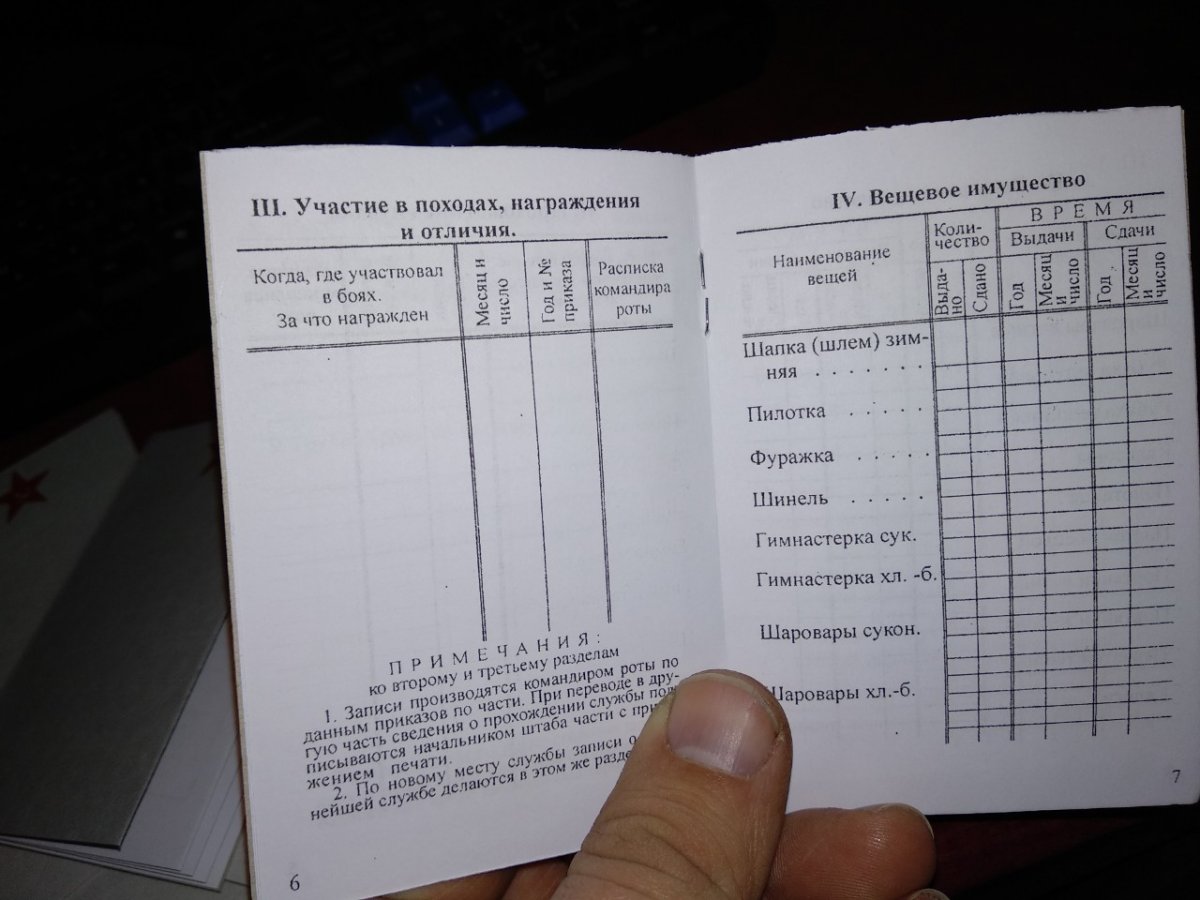 III. Участие в походах, награждения
и отличия.
Когда, где участвовал
в боях.
За что награжден
Месяц и
число
Год и №
приказа
Расписка
командира
роты
ПРИМЕЧАНИЯ:
ко второму и третьему разделам
1. Записи производятся командиром роты по
данным приказов по части. При переводе в дру-
гую часть сведения о прохождении службы под-
писываются начальником штаба части с
жением печати.
2. По новому месту службы записи о
нейшей службе делаются в этом же
6
IV. Вещевое имущество
Наименование
вещей
Коли-
чество
ВРЕМЯ
Выдачи
Сдачи
Выда-
но
Сдано
Год
Месяц
и
число
Год
Месяц
и
число
Шапка (шлем) зим-
няя . . . . . . .
Пилотка . . . . .
Фуражка . . . . .
Шинель . . . . .
Гимнастерка сук.
Гимнастерка хл. -б.
Шаровары сукон.
Шаровары хл.-б.
7